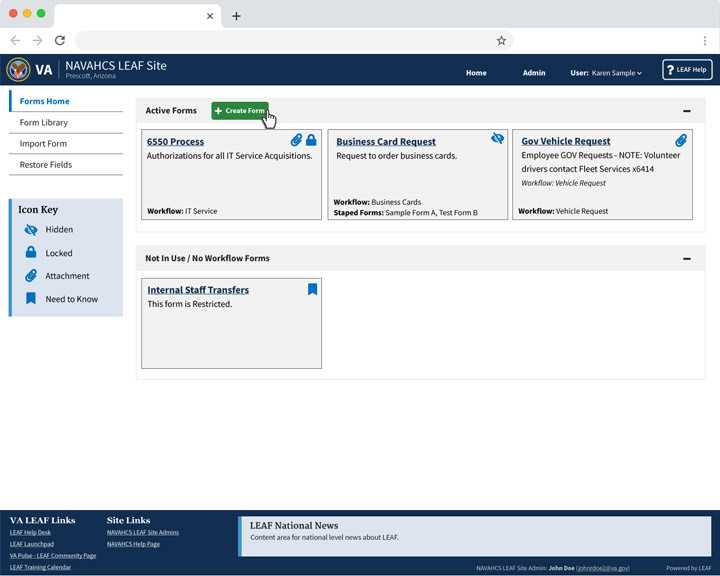 VA
NAVAHCS LEAF Site
Prescott, Arizona
Home
Admin
User: Karen Sample
? LEAF Help
Forms Home
Form Library
Import Form
Restore Fields
Icon Key
Hidden
Locked
Attachment
Need to Know
Active Forms
+ Create Form
6550 Process
Authorizations for all IT Service Acquisitions.
Workflow: IT Service
Business Card Request
Request to order business cards.
Workflow: Business Cards
Staped Forms: Sample Form A, Test Form B
Gov Vehicle Request
Employee GOV Requests - NOTE: Volunteer
drivers contact Fleet Services x6414
Workflow: Vehicle Request
Workflow: Vehicle Request
Not In Use / No Workflow Forms
Internal Staff Transfers
This form is Restricted.
VA LEAF Links
LEAF Help Desk
LEAF Launchpad
VA Pulse - LEAF Community Page
LEAF Training Calendar
Site Links
NAVAHCS LEAF Site Admins
NAVAHCS Help Page
LEAF National News
Content area for national level news about LEAF.
NAVAHCS LEAF Site Admin: John Doe (johnrdoe2@va.gov)
Powered by LEAF